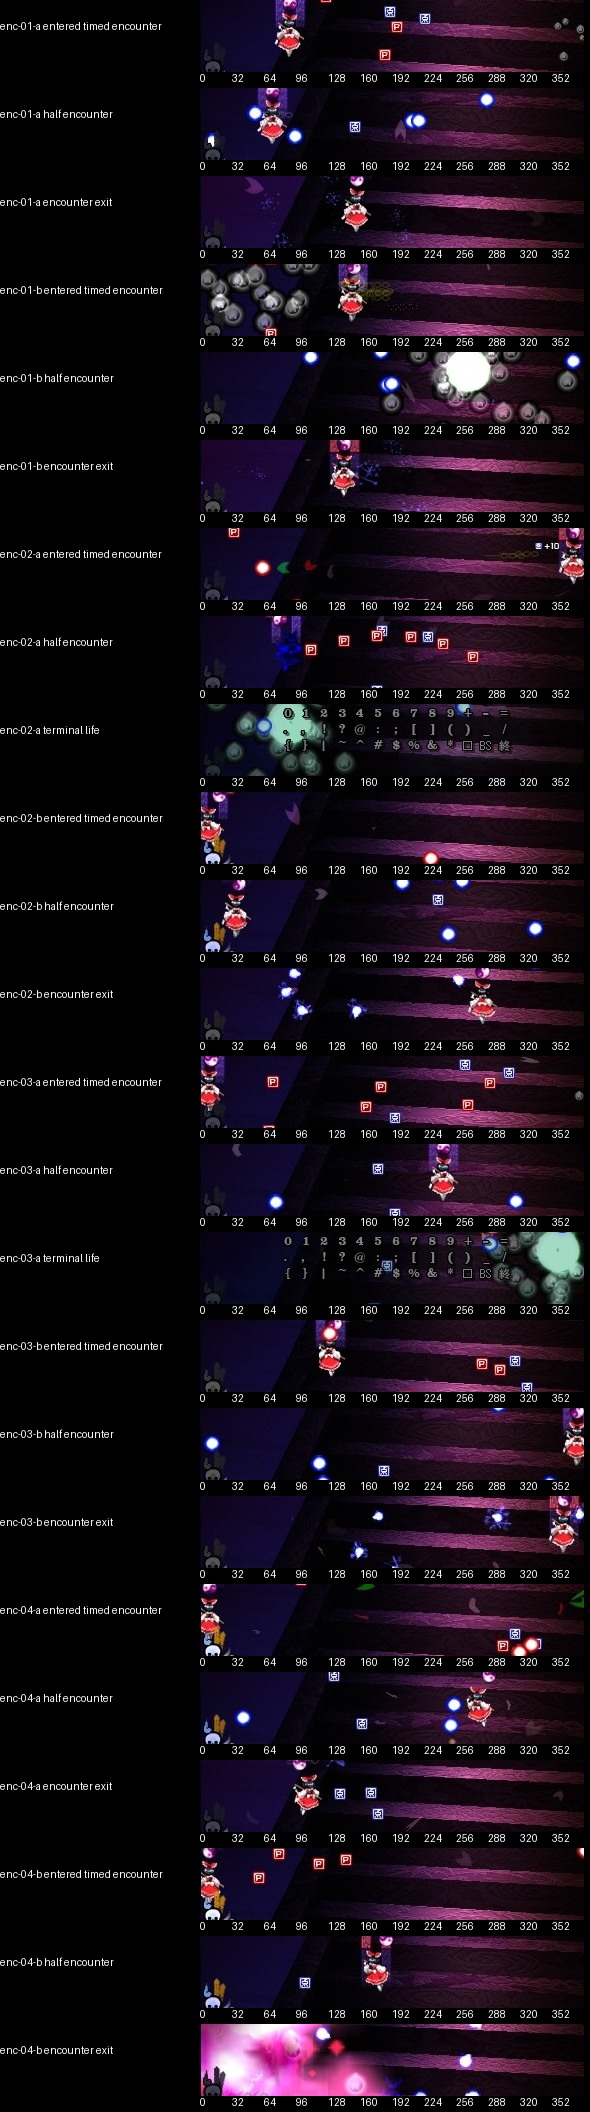 enc-01-a entered timed encounter
0 32 64 96 128 160 192 224 256 288 320 352
enc-01-a half encounter
0 32 64 96 128 160 192 224 256 288 320 352
enc-01-a encounter exit
0 32 64 96 128 160 192 224 256 288 320 352
enc-01-b entered timed encounter
0 32 64 96 128 160 192 224 256 288 320 352
enc-01-b half encounter
0 32 64 96 128 160 192 224 256 288 320 352
enc-01-b encounter exit
0 32 64 96 128 160 192 224 256 288 320 352
enc-02-a entered timed encounter
+10
0 32 64 96 128 160 192 224 256 288 320 352
enc-02-a half encounter
0 32 64 96 128 160 192 224 256 288 320 352
0 1 2 3 4 5 6 7 8 9 + - =
enc-02-a terminal life
. , ! ? @ : ; [ ] ( ) _ /
{ } | ~ ^ # $ % & * □ BS 終
0 32 64 96 128 160 192 224 256 288 320 352
enc-02-b entered timed encounter
0 32 64 96 128 160 192 224 256 288 320 352
enc-02-b half encounter
0 32 64 96 128 160 192 224 256 288 320 352
enc-02-b encounter exit
0 32 64 96 128 160 192 224 256 288 320 352
enc-03-a entered timed encounter
0 32 64 96 128 160 192 224 256 288 320 352
enc-03-a half encounter
0 32 64 96 128 160 192 224 256 288 320 352
0 1 2 3 4 5 6 7 8 9 + - =
enc-03-a terminal life
. , ! ? @ : ; [ ] ( ) _ /
{ } | ~ ^ # $ % & * □ BS 終
0 32 64 96 128 160 192 224 256 288 320 352
enc-03-b entered timed encounter
0 32 64 96 128 160 192 224 256 288 320 352
enc-03-b half encounter
0 32 64 96 128 160 192 224 256 288 320 352
enc-03-b encounter exit
0 32 64 96 128 160 192 224 256 288 320 352
enc-04-a entered timed encounter
0 32 64 96 128 160 192 224 256 288 320 352
enc-04-a half encounter
0 32 64 96 128 160 192 224 256 288 320 352
enc-04-a encounter exit
0 32 64 96 128 160 192 224 256 288 320 352
enc-04-b entered timed encounter
0 32 64 96 128 160 192 224 256 288 320 352
enc-04-b half encounter
0 32 64 96 128 160 192 224 256 288 320 352
enc-04-b encounter exit
0 32 64 96 128 160 192 224 256 288 320 352